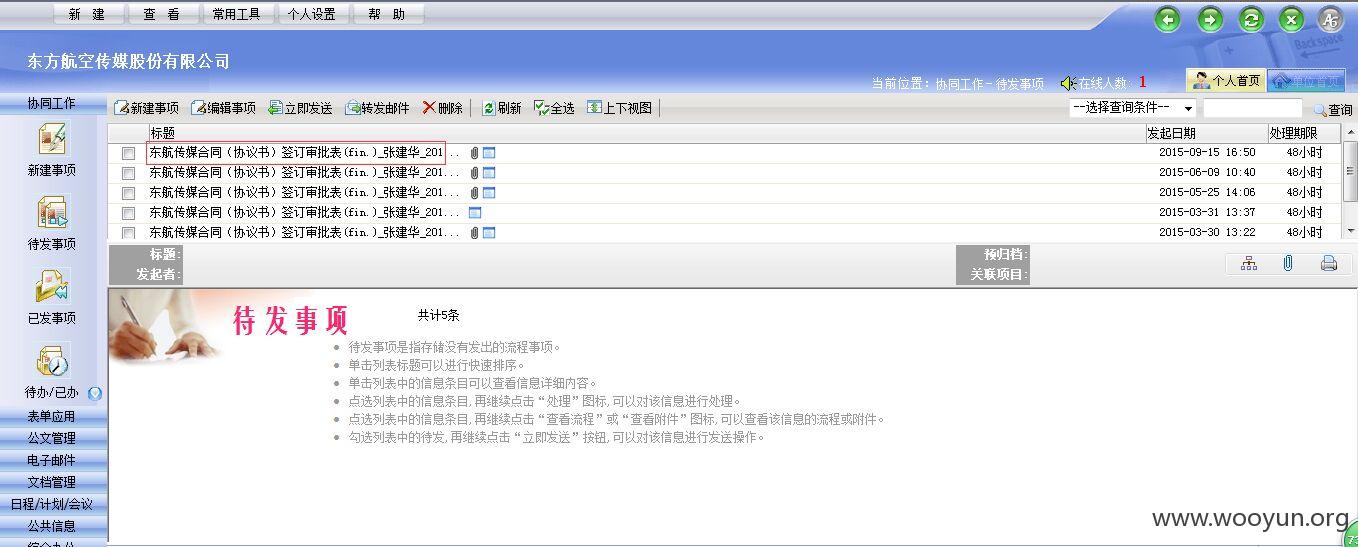 新 建 查 看 常用工具 个人设置 帮 助
东方航空传媒股份有限公司
当前位置: 协同工作 - 待发事项 在线人数: 1 个人首页 单位首页
协同工作 新建事项 编辑事项 立即发送 转发邮件 删除 刷新 全选 上下视图 --选择查询条件-- 查询
标题 发起日期 处理期限
东航传媒合同（协议书）签订审批表(fin.)_张建华_201 .. 2015-09-15 16:50 48小时
东航传媒合同（协议书）签订审批表(fin.)_张建华_201... 2015-06-09 10:40 48小时
东航传媒合同（协议书）签订审批表(fin.)_张建华_201... 2015-05-25 14:06 48小时
东航传媒合同（协议书）签订审批表(fin.)_张建华_201... 2015-03-31 13:37 48小时
东航传媒合同（协议书）签订审批表(fin.)_张建华_201... 2015-03-30 13:22 48小时
新建事项
待发事项
已发事项
待办/已办
表单应用
公文管理
电子邮件
文档管理
日程/计划/会议
公共信息
综合办公
标题: 预归档:
发起者: 关联项目:
待发事项 共计5条
待发事项是指存储没有发出的流程事项。
单击列表标题可以进行快速排序。
单击列表中的信息条目可以查看信息详细内容。
点选列表中的信息条目,再继续点击“处理”图标,可以对该信息进行处理。
点选列表中的信息条目,再继续点击“查看流程”或“查看附件”图标,可以查看该信息的流程或附件。
勾选列表中的待发,再继续点击“立即发送”按钮,可以对该信息进行发送操作。
www.wooyun.org